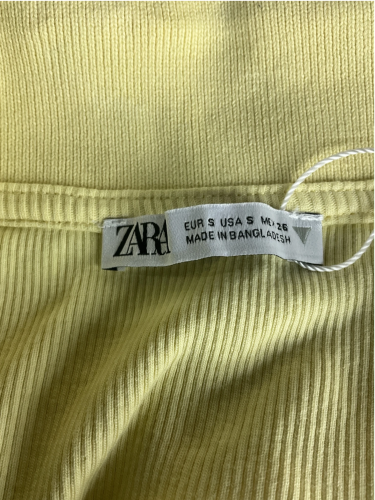 ZARA
EUR S USA S MEX 26
MADE IN BANGLADESH